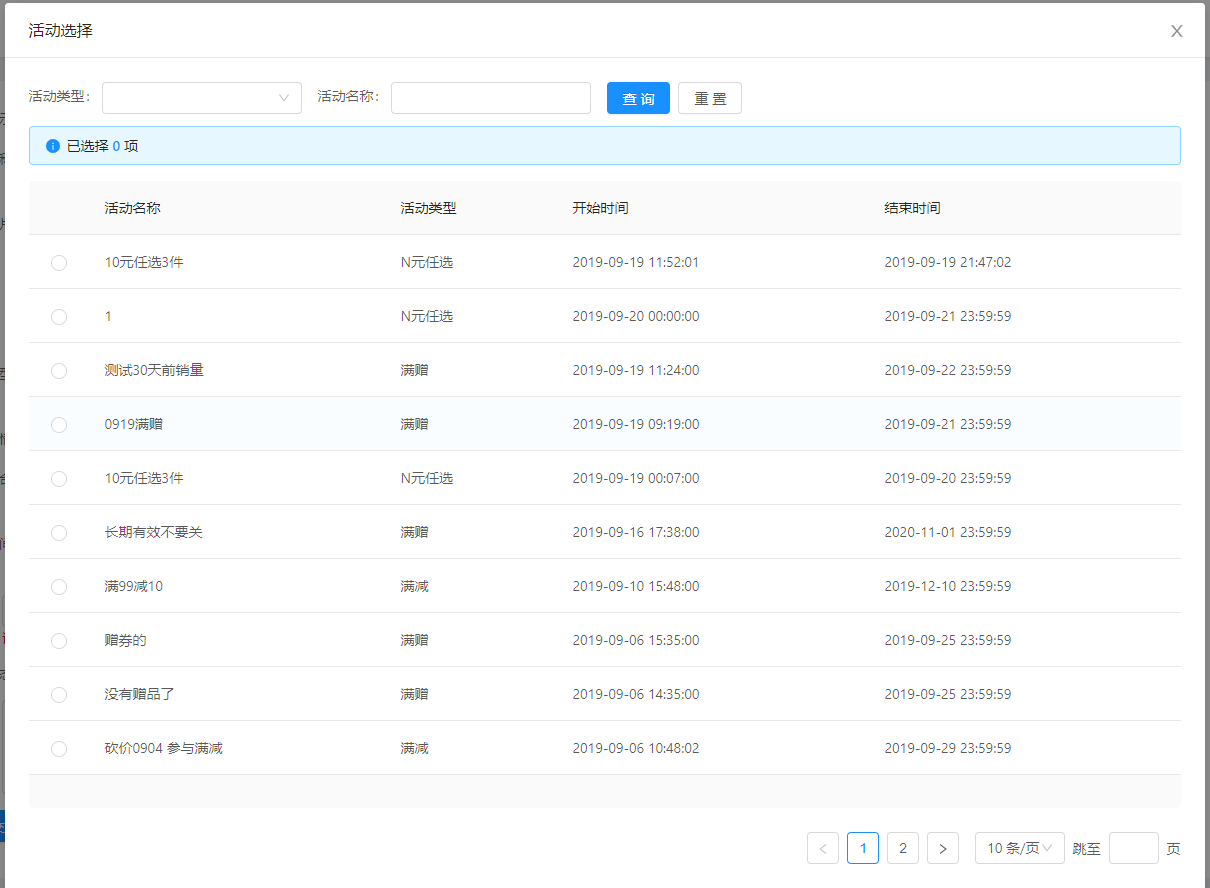 活动选择 X
活动类型: 活动名称: 查 询 重 置
已选择 0 项
活动名称 活动类型 开始时间 结束时间
10元任选3件 N元任选 2019-09-19 11:52:01 2019-09-19 21:47:02
1 N元任选 2019-09-20 00:00:00 2019-09-21 23:59:59
测试30天前销量 满赠 2019-09-19 11:24:00 2019-09-22 23:59:59
0919满赠 满赠 2019-09-19 09:19:00 2019-09-21 23:59:59
10元任选3件 N元任选 2019-09-19 00:07:00 2019-09-20 23:59:59
长期有效不要关 满赠 2019-09-16 17:38:00 2020-11-01 23:59:59
满99减10 满减 2019-09-10 15:48:00 2019-12-10 23:59:59
赠券的 满赠 2019-09-06 15:35:00 2019-09-25 23:59:59
没有赠品了 满赠 2019-09-06 14:35:00 2019-09-25 23:59:59
砍价0904 参与满减 满减 2019-09-06 10:48:02 2019-09-29 23:59:59
< 1 2 > 10 条/页 跳至 页